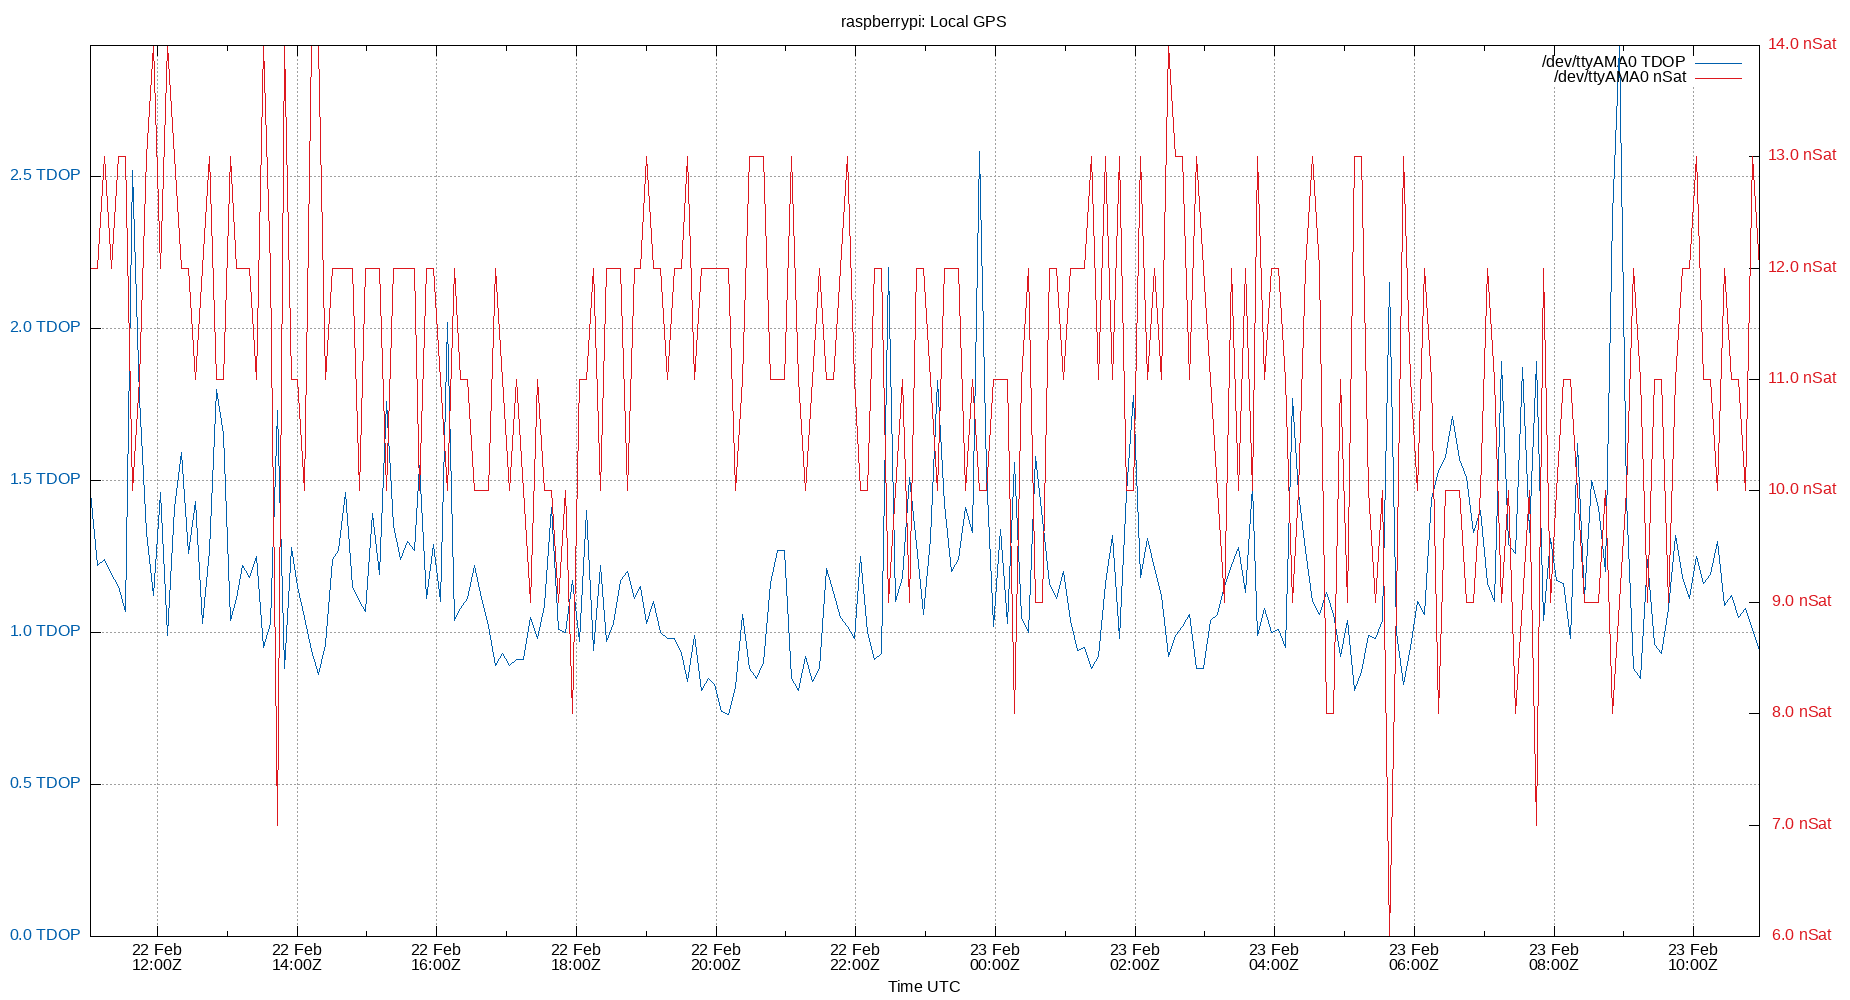 raspberrypi: Local GPS
/dev/ttyAMA0 TDOP
/dev/ttyAMA0 nSat
2.5 TDOP
2.0 TDOP
1.5 TDOP
1.0 TDOP
0.5 TDOP
0.0 TDOP
14.0 nSat
13.0 nSat
12.0 nSat
11.0 nSat
10.0 nSat
9.0 nSat
8.0 nSat
7.0 nSat
6.0 nSat
22 Feb
12:00Z
22 Feb
14:00Z
22 Feb
16:00Z
22 Feb
18:00Z
22 Feb
20:00Z
22 Feb
22:00Z
23 Feb
00:00Z
23 Feb
02:00Z
23 Feb
04:00Z
23 Feb
06:00Z
23 Feb
08:00Z
23 Feb
10:00Z
Time UTC